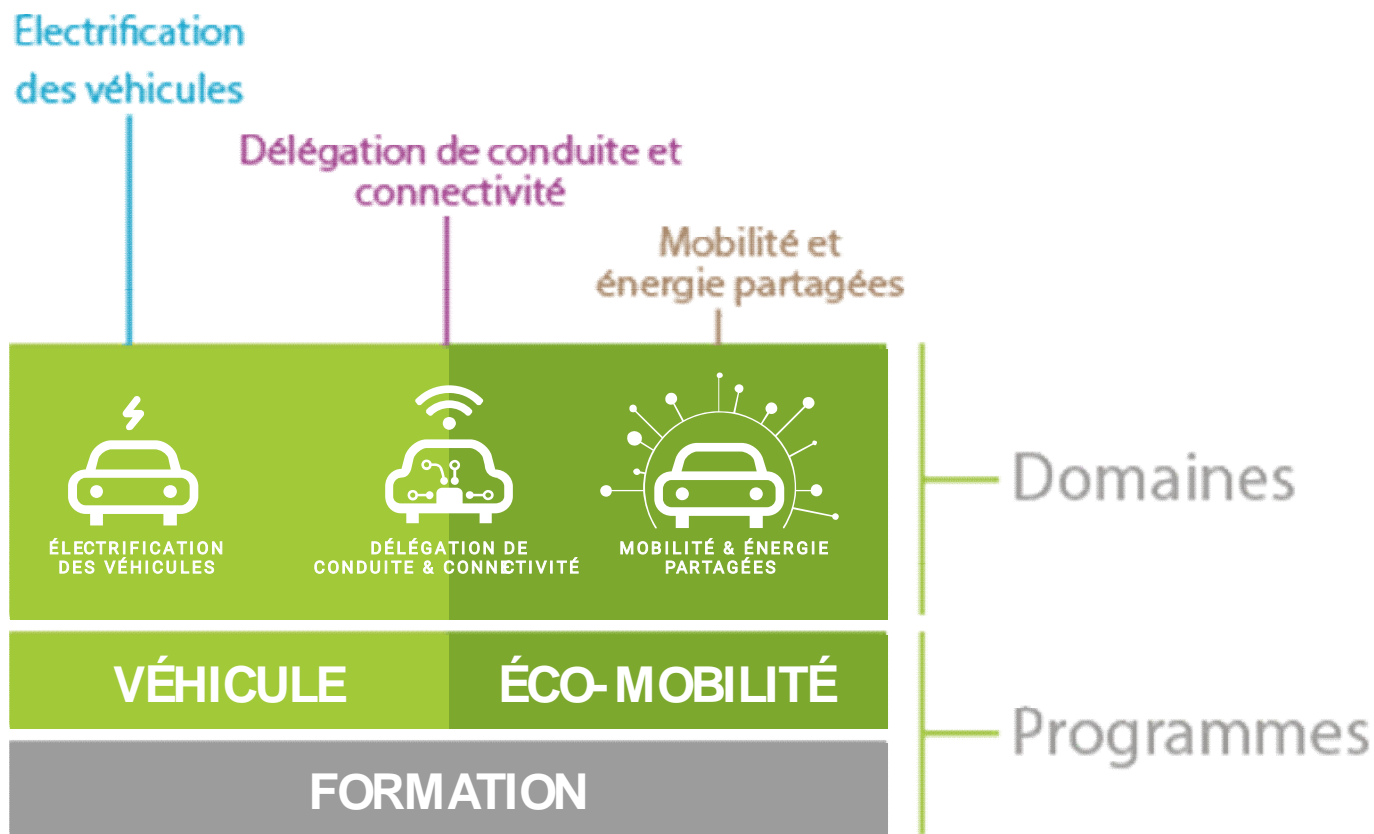 Electrification
des véhicules
Délégation de conduite et
connectivité
Mobilité et
énergie partagées
ÉLECTRIFICATION
DES VÉHICULES
DÉLÉGATION DE
CONDUITE & CONNECTIVITÉ
MOBILITÉ & ÉNERGIE
PARTAGÉES
Domaines
VÉHICULE
ÉCO-MOBILITÉ
Programmes
FORMATION